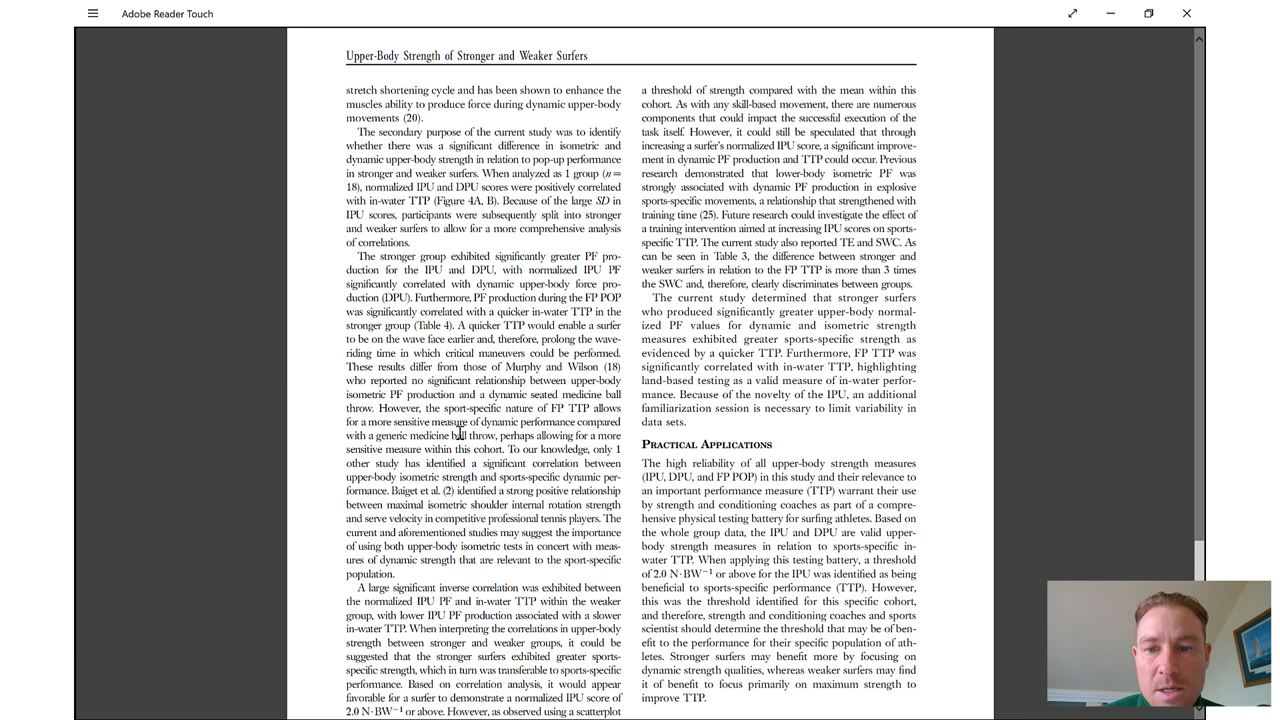 Adobe Reader Touch
Upper-Body Strength of Stronger and Weaker Surfers
stretch shortening cycle and has been shown to enhance the
muscles ability to produce force during dynamic upper-body
movements (20).
The secondary purpose of the current study was to identify
whether there was a significant difference in isometric and
dynamic upper-body strength in relation to pop-up performance
in stronger and weaker surfers. When analyzed as 1 group (n =
18), normalized IPU and DPU scores were positively correlated
with in-water TTP (Figure 4A, B). Because of the large SD in
IPU scores, participants were subsequently split into stronger
and weaker surfers to allow for a more comprehensive analysis
of correlations.
The stronger group exhibited significantly greater PF pro-
duction for the IPU and DPU, with normalized IPU PF
significantly correlated with dynamic upper-body force pro-
duction (DPU). Furthermore, PF production during the FP POP
was significantly correlated with a quicker in-water TTP in the
stronger group (Table 4). A quicker TTP would enable a surfer
to be on the wave face earlier and, therefore, prolong the wave-
riding time in which critical maneuvers could be performed.
These results differ from those of Murphy and Wilson (18)
who reported no significant relationship between upper-body
isometric PF production and a dynamic seated medicine ball
throw. However, the sport-specific nature of FP TTP allows
for a more sensitive measure of dynamic performance compared
with a generic medicine ball throw, perhaps allowing for a more
sensitive measure within this cohort. To our knowledge, only 1
other study has identified a significant correlation between
upper-body isometric strength and sports-specific dynamic per-
formance. Baiget et al. (2) identified a strong positive relationship
between maximal isometric shoulder internal rotation strength
and serve velocity in competitive professional tennis players. The
current and aforementioned studies may suggest the importance
of using both upper-body isometric tests in concert with meas-
ures of dynamic strength that are relevant to the sport-specific
population.
A large significant inverse correlation was exhibited between
the normalized IPU PF and in-water TTP within the weaker
group, with lower IPU PF production associated with a slower
in-water TTP. When interpreting the correlations in upper-body
strength between stronger and weaker groups, it could be
suggested that the stronger surfers exhibited greater sports-
specific strength, which in turn was transferable to sports-specific
performance. Based on correlation analysis, it would appear
favorable for a surfer to demonstrate a normalized IPU score of
2.0 N·BW⁻¹ or above. However, as observed using a scatterplot
a threshold of strength compared with the mean within this
cohort. As with any skill-based movement, there are numerous
components that could impact the successful execution of the
task itself. However, it could still be speculated that through
increasing a surfer's normalized IPU score, a significant improve-
ment in dynamic PF production and TTP could occur. Previous
research demonstrated that lower-body isometric PF was
strongly associated with dynamic PF production in explosive
sports-specific movements, a relationship that strengthened with
training time (25). Future research could investigate the effect of
a training intervention aimed at increasing IPU scores on sports-
specific TTP. The current study also reported TE and SWC. As
can be seen in Table 3, the difference between stronger and
weaker surfers in relation to the FP TTP is more than 3 times
the SWC and, therefore, clearly discriminates between groups.
The current study determined that stronger surfers
who produced significantly greater upper-body normal-
ized PF values for dynamic and isometric strength
measures exhibited greater sports-specific strength as
evidenced by a quicker TTP. Furthermore, FP TTP was
significantly correlated with in-water TTP, highlighting
land-based testing as a valid measure of in-water perfor-
mance. Because of the novelty of the IPU, an additional
familiarization session is necessary to limit variability in
data sets.
PRACTICAL APPLICATIONS
The high reliability of all upper-body strength measures
(IPU, DPU, and FP POP) in this study and their relevance to
an important performance measure (TTP) warrant their use
by strength and conditioning coaches as part of a compre-
hensive physical testing battery for surfing athletes. Based on
the whole group data, the IPU and DPU are valid upper-
body strength measures in relation to sports-specific in-
water TTP. When applying this testing battery, a threshold
of 2.0 N·BW⁻¹ or above for the IPU was identified as being
beneficial to sports-specific performance (TTP). However,
this was the threshold identified for this specific cohort,
and therefore, strength and conditioning coaches and sports
scientist should determine the threshold that may be of ben-
efit to the performance for their specific population of ath-
letes. Stronger surfers may benefit more by focusing on
dynamic strength qualities, whereas weaker surfers may find
it of benefit to focus primarily on maximum strength to
improve TTP.